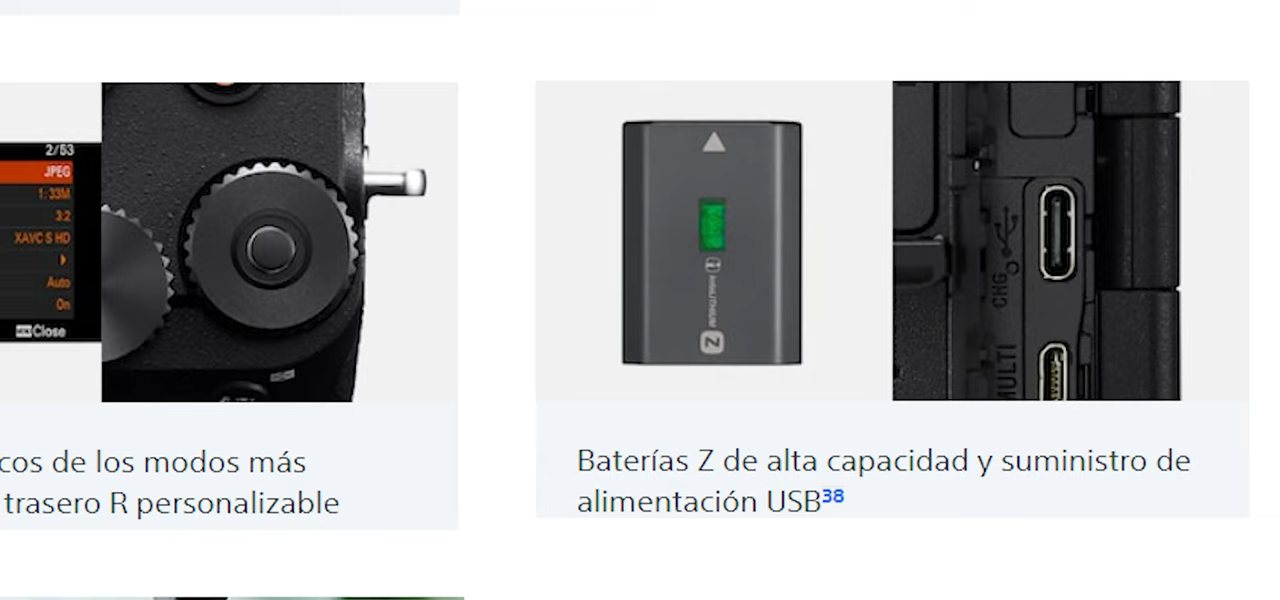 2/53
JPEG
1: 33M
3:2
XAVC S HD
Auto
On
Close
InfoLITHIUM
Z
CHG
MULTI
cos de los modos más
trasero R personalizable
Baterías Z de alta capacidad y suministro de
alimentación USB38